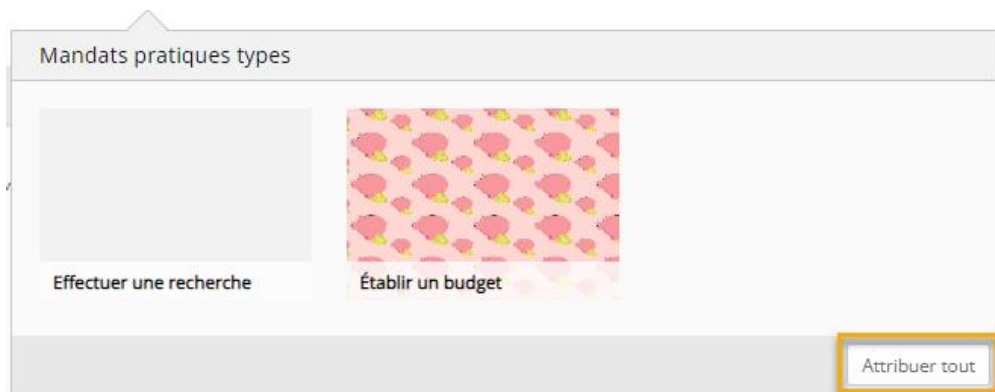 Mandats pratiques types
Effectuer une recherche
Établir un budget
Attribuer tout